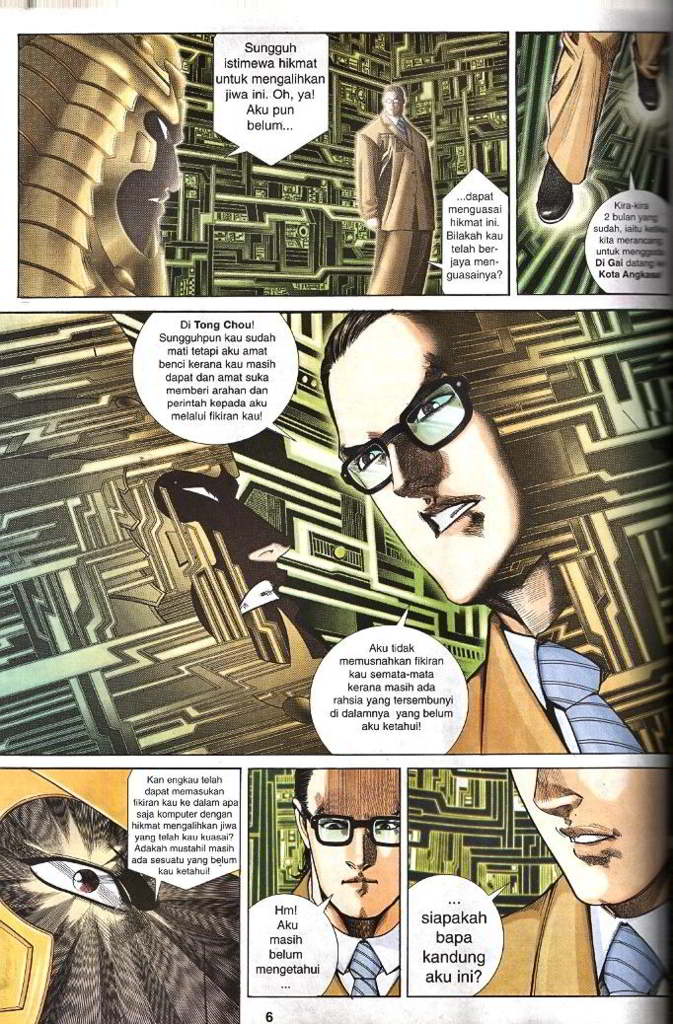 Sungguh
istimewa hikmat
untuk mengalihkan
jiwa ini. Oh, ya!
Aku pun
belum...
...dapat
menguasai
hikmat ini.
Bilakah kau
telah ber-
jaya men-
guasainya?
Kira-kira
2 bulan yang
sudah, iaitu
kita merancang
untuk
Di Gai datang
Kota Angkasa
Di Tong Chou!
Sungguhpun kau sudah
mati tetapi aku amat
benci kerana kau masih
dapat dan amat suka
memberi arahan dan
perintah kepada aku
melalui fikiran kau!
Aku tidak
memusnahkan fikiran
kau semata-mata
kerana masih ada
rahsia yang tersembunyi
di dalamnya yang belum
aku ketahui!
Kan engkau telah
dapat memasukan
fikiran kau ke dalam apa
saja komputer dengan
hikmat mengalihkan jiwa
yang telah kau kuasai?
Adakah mustahil masih
ada sesuatu yang belum
kau ketahui!
Hm!
Aku
masih
belum
mengetahui
...
...
siapakah
bapa
kandung
aku ini?
6